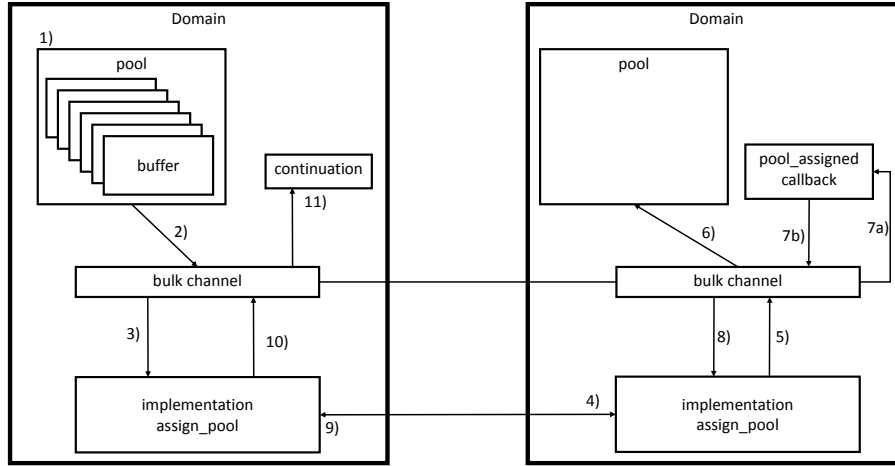 Domain
1)
pool
buffer
continuation
11)
2)
bulk channel
3)
10)
implementation
assign_pool
9)
Domain
pool
pool_assigned
callback
6)
7b)
7a)
bulk channel
8)
5)
4)
implementation
assign_pool